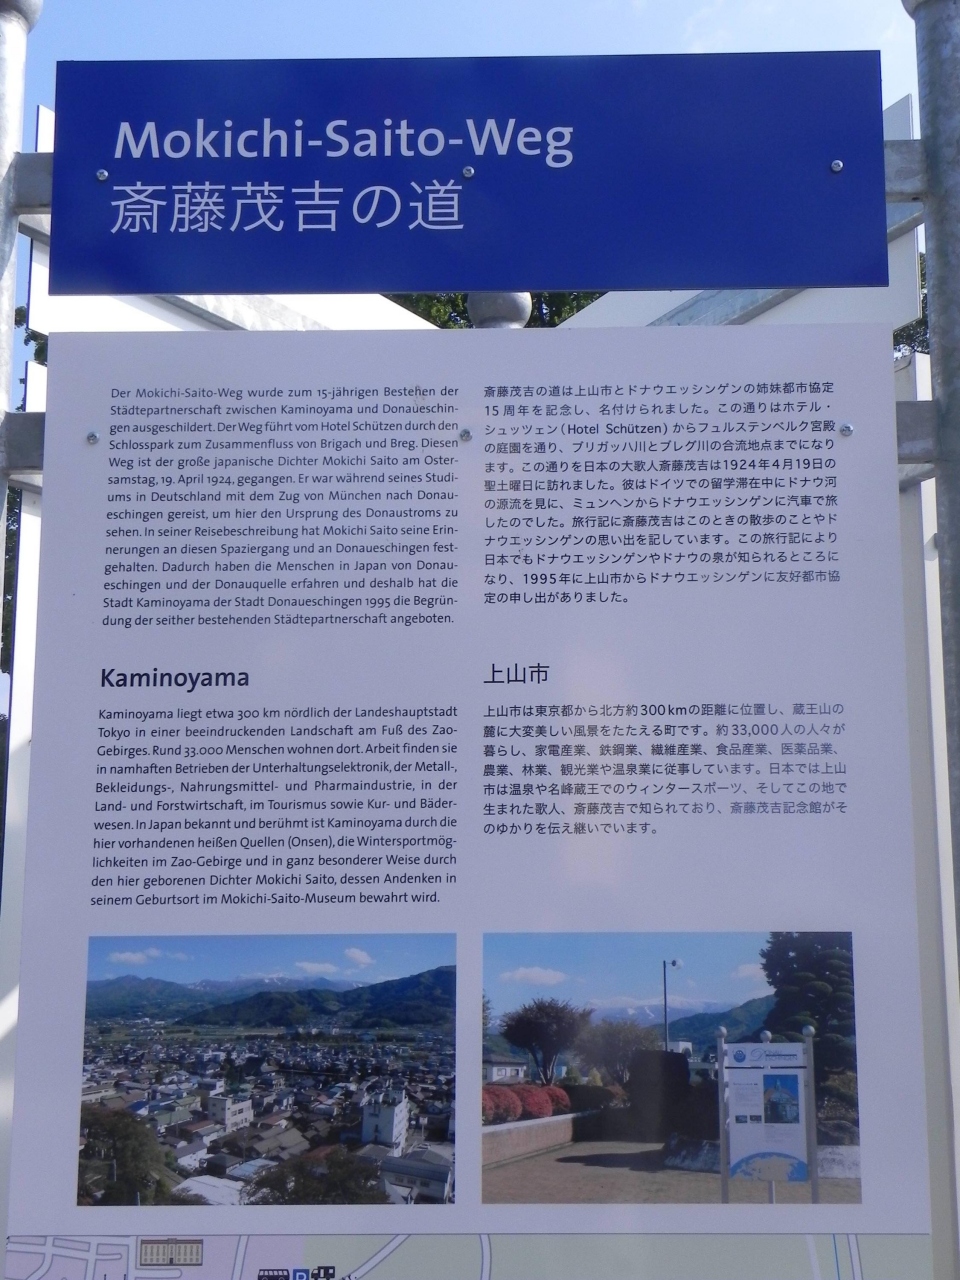 Mokichi-Saito-Weg
斎藤茂吉の道
Der Mokichi-Saito-Weg wurde zum 15-jährigen Bestehen der
Städtepartnerschaft zwischen Kaminoyama und Donaueschin-
gen ausgeschildert. Der Weg führt vom Hotel Schützen durch den
Schlosspark zum Zusammenfluss von Brigach und Breg. Diesen
Weg ist der große japanische Dichter Mokichi Saito am Oster-
samstag, 19. April 1924, gegangen. Er war während seines Studi-
ums in Deutschland mit dem Zug von München nach Donau-
eschingen gereist, um hier den Ursprung des Donaustroms zu
sehen. In seiner Reisebeschreibung hat Mokichi Saito seine Erin-
nerungen an diesen Spaziergang und an Donaueschingen fest-
gehalten. Dadurch haben die Menschen in Japan von Donau-
eschingen und der Donauquelle erfahren und deshalb hat die
Stadt Kaminoyama der Stadt Donaueschingen 1995 die Begrün-
dung der seither bestehenden Städtepartnerschaft angeboten.
斎藤茂吉の道は上山市とドナウエッシンゲンの姉妹都市協定
15周年を記念し、名付けられました。この通りはホテル・
シュッツェン(Hotel Schützen)からフュルステンベルク宮殿
の庭園を通り、ブリガッハ川とブレグ川の合流地点までになり
ます。この通りを日本の大歌人斎藤茂吉は1924年4月19日の
聖土曜日に訪れました。彼はドイツでの留学滞在中にドナウ河
の源流を見に、ミュンヘンからドナウエッシンゲンに汽車で旅
したのでした。旅行記に斎藤茂吉はこのときの散歩のことやド
ナウエッシンゲンの思い出を記しています。この旅行記により
日本でもドナウエッシンゲンやドナウの泉が知られるところに
なり、1995年に上山市からドナウエッシンゲンに友好都市協
定の申し出がありました。
Kaminoyama
Kaminoyama liegt etwa 300 km nördlich der Landeshauptstadt
Tokyo in einer beeindruckenden Landschaft am Fuß des Zao-
Gebirges. Rund 33.000 Menschen wohnen dort. Arbeit finden sie
in namhaften Betrieben der Unterhaltungselektronik, der Metall-,
Bekleidungs-, Nahrungsmittel- und Pharmaindustrie, in der
Land- und Forstwirtschaft, im Tourismus sowie Kur- und Bäder-
wesen. In Japan bekannt und berühmt ist Kaminoyama durch die
hier vorhandenen heißen Quellen (Onsen), die Wintersportmög-
lichkeiten im Zao-Gebirge und in ganz besonderer Weise durch
den hier geborenen Dichter Mokichi Saito, dessen Andenken in
seinem Geburtsort im Mokichi-Saito-Museum bewahrt wird.
上山市
上山市は東京都から北方約300kmの距離に位置し、蔵王山の
麓に大変美しい風景をたたえる町です。約33,000人の人々が
暮らし、家電産業、鉄鋼業、繊維産業、食品産業、医薬品業、
農業、林業、観光業や温泉業に従事しています。日本では上山
市は温泉や名峰蔵王でのウィンタースポーツ、そしてこの地で
生まれた歌人、斎藤茂吉で知られており、斎藤茂吉記念館がそ
のゆかりを伝え継いでいます。
P